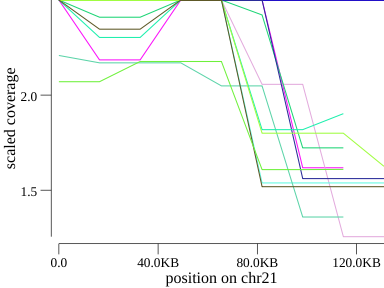 scaled coverage
2.0
1.5
0.0
40.0KB
80.0KB
120.0KB
position on chr21